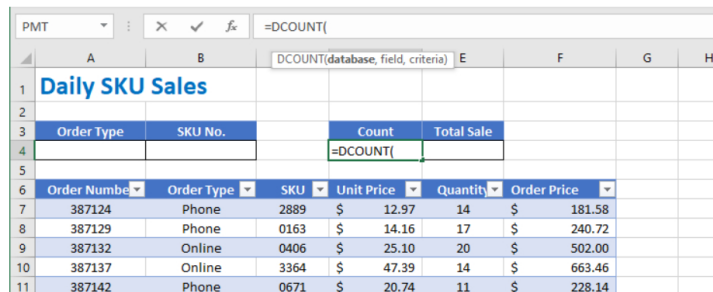 PMT =DCOUNT(
DCOUNT(database, field, criteria)
A B E F G H
1 Daily SKU Sales
2
3 Order Type SKU No. Count Total Sale
4 =DCOUNT(
5
6 Order Numbe Order Type SKU Unit Price Quantity Order Price
7 387124 Phone 2889 $ 12.97 14 $ 181.58
8 387129 Phone 0163 $ 14.16 17 $ 240.72
9 387132 Online 0406 $ 25.10 20 $ 502.00
10 387137 Online 3364 $ 47.39 14 $ 663.46
11 387142 Phone 0671 $ 20.74 11 $ 228.14